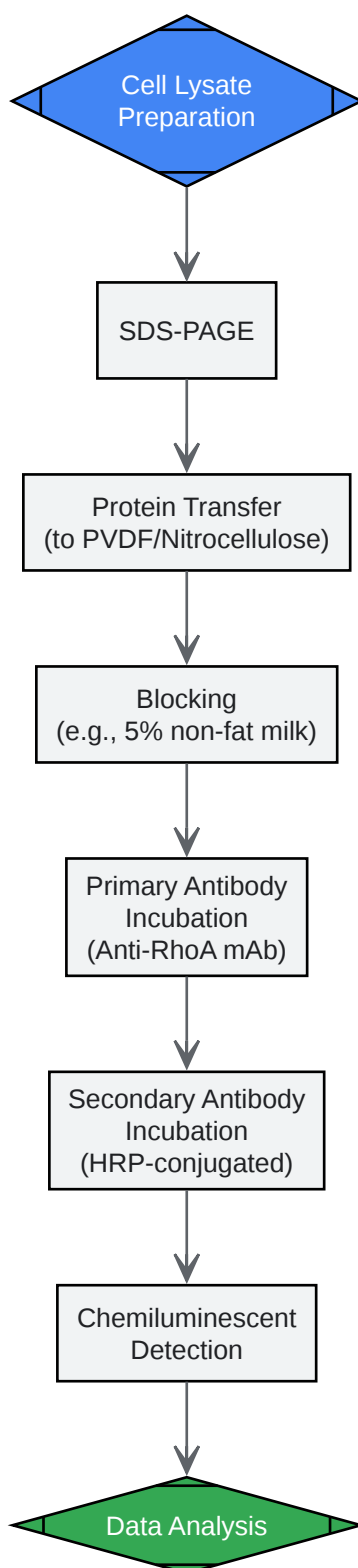 Cell Lysate
Preparation
SDS-PAGE
Protein Transfer
(to PVDF/Nitrocellulose)
Blocking
(e.g., 5% non-fat milk)
Primary Antibody
Incubation
(Anti-RhoA mAb)
Secondary Antibody
Incubation
(HRP-conjugated)
Chemiluminescent
Detection
Data Analysis